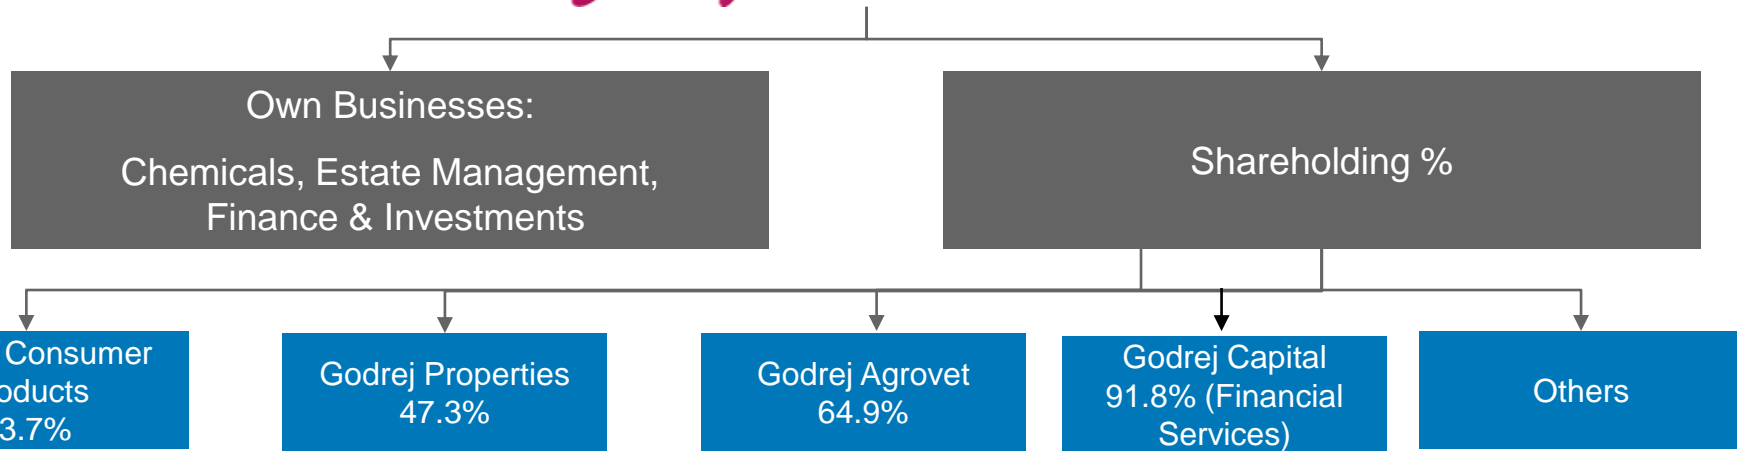 Own Businesses:
Chemicals, Estate Management,
Finance & Investments
Shareholding %
Consumer
3.7%
Godrej Properties
47.3%
Godrej Agrovet
64.9%
Godrej Capital
91.8% (Financial
Services)
Others